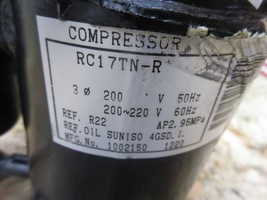 COMPRESSOR
RC17TN-R
3 Ø 200 V 50Hz
200~220 V 60Hz
REF. R22 AP2.95MPa
REF.OIL SUNISO 4GSD.I.
MFG.No. 1002150 1220